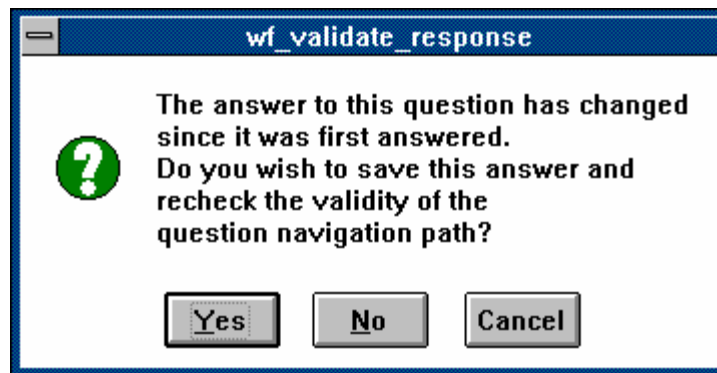 wf_validate_response
The answer to this question has changed
since it was first answered.
Do you wish to save this answer and
recheck the validity of the
question navigation path?
Yes
No
Cancel